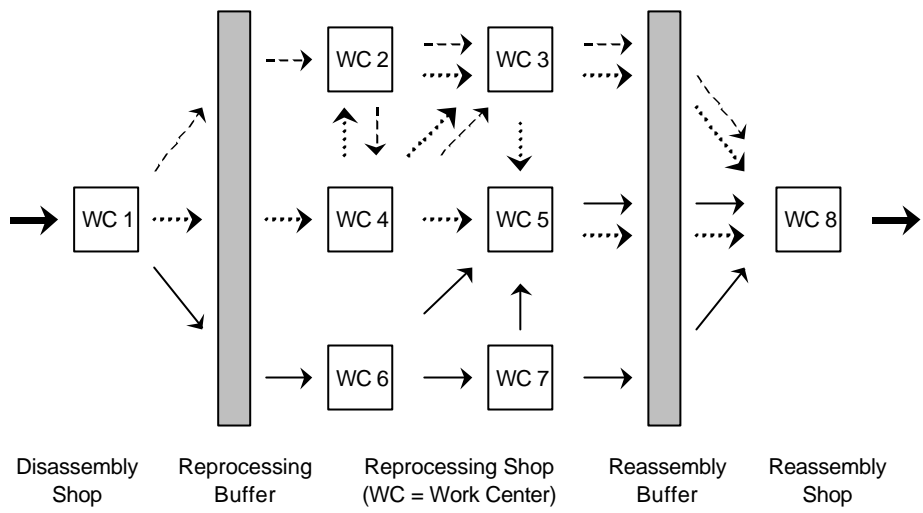 WC 2
WC 3
WC 1
WC 4
WC 5
WC 8
WC 6
WC 7
Disassembly
Shop
Reprocessing
Buffer
Reprocessing Shop
(WC = Work Center)
Reassembly
Buffer
Reassembly
Shop